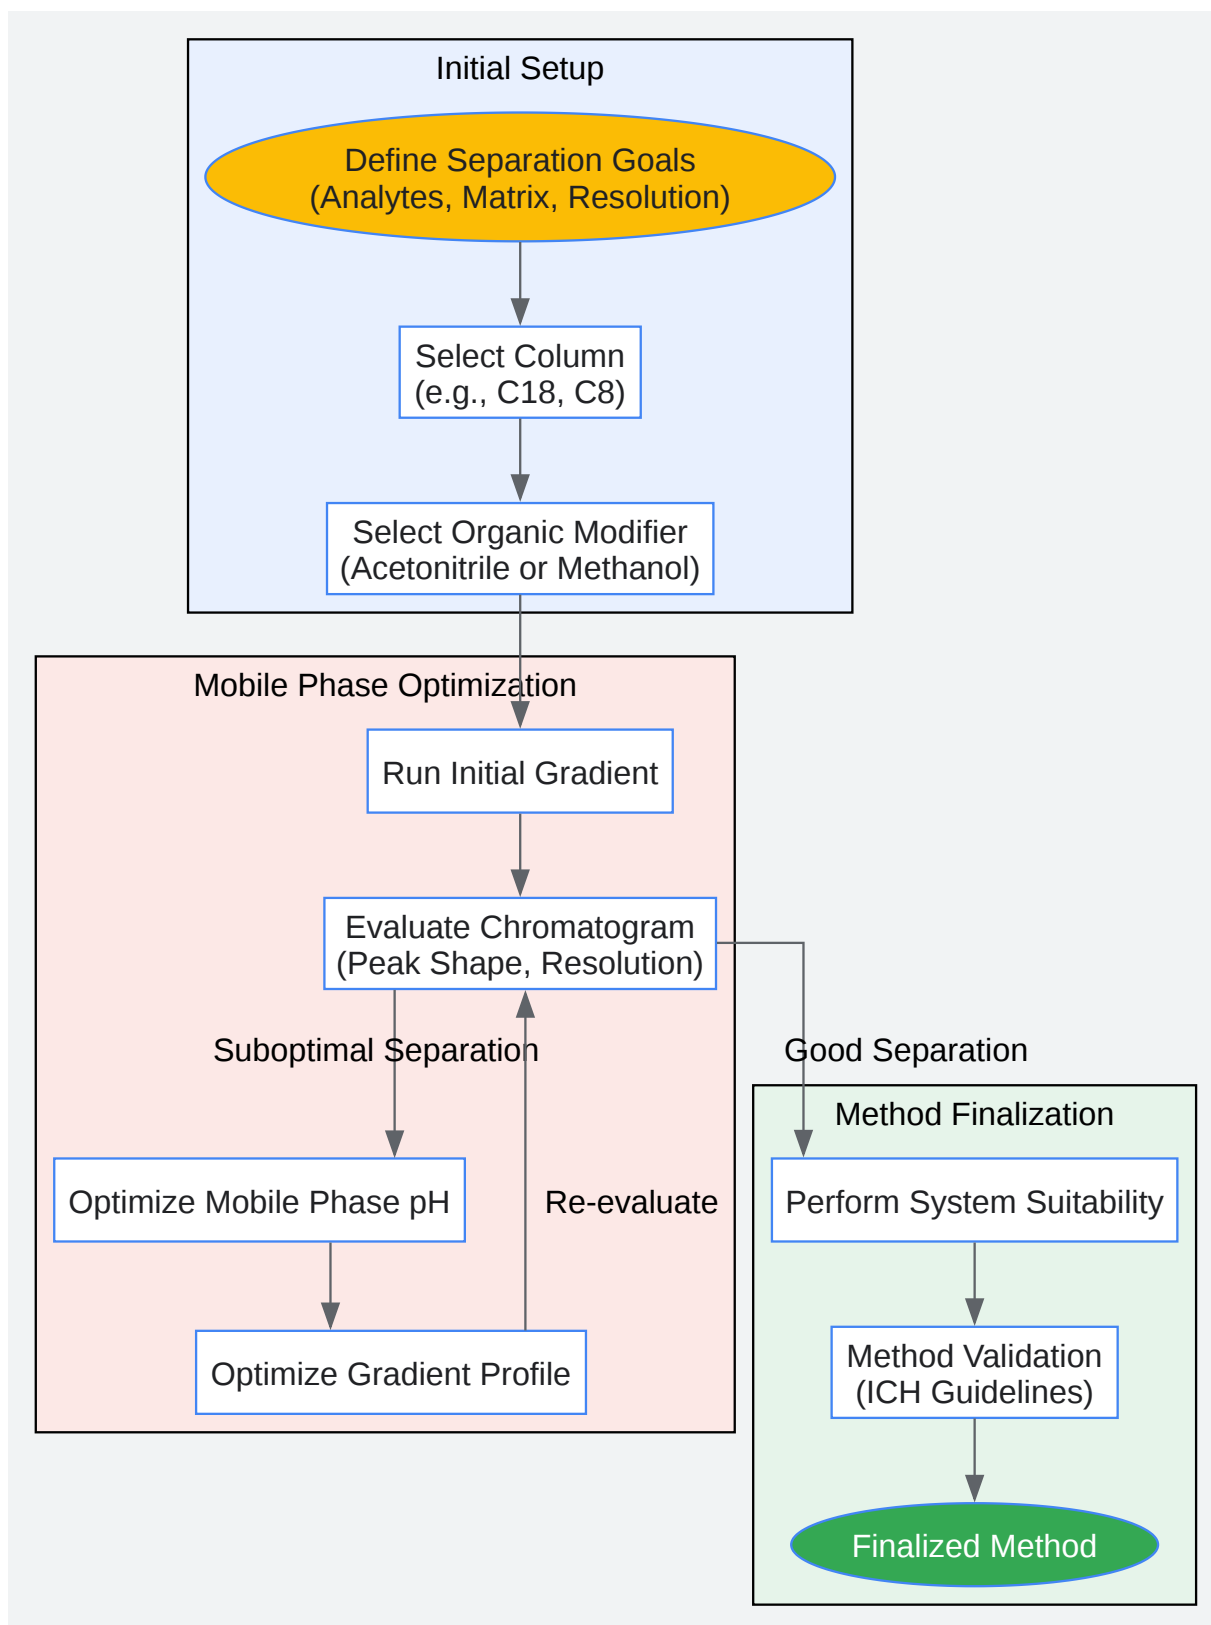 Initial Setup
Define Separation Goals
(Analytes, Matrix, Resolution)
Select Column
(e.g., C18, C8)
Select Organic Modifier
(Acetonitrile or Methanol)
Mobile Phase Optimization
Run Initial Gradient
Evaluate Chromatogram
(Peak Shape, Resolution)
Suboptimal Separation
Good Separation
Optimize Mobile Phase pH
Re-evaluate
Optimize Gradient Profile
Method Finalization
Perform System Suitability
Method Validation
(ICH Guidelines)
Finalized Method